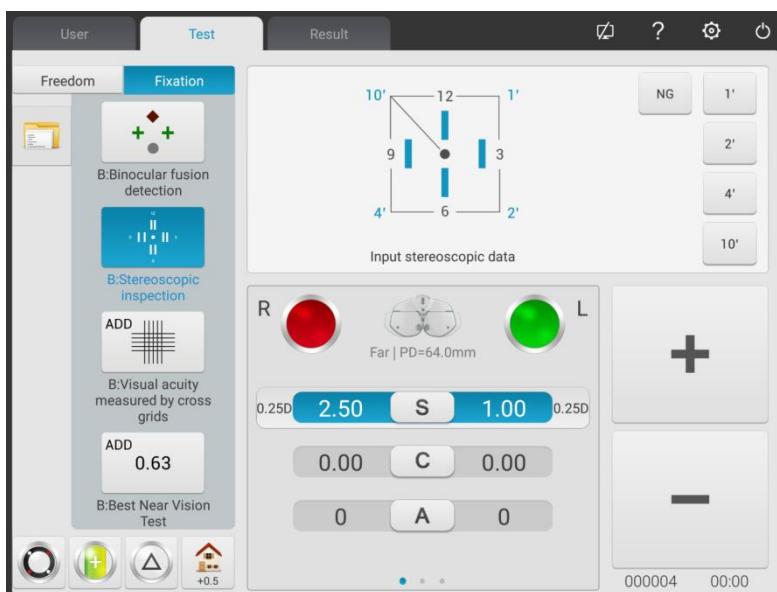 User
Test
Result
?
Freedom
Fixation
B:Binocular fusion
detection
B:Stereoscopic
inspection
ADD
B:Visual acuity
measured by cross
grids
ADD
0.63
B:Best Near Vision
Test
+0.5
10' 12 1'
9 3
4' 6 2'
Input stereoscopic data
NG
1'
2'
4'
10'
R
L
Far | PD=64.0mm
0.25D 2.50 S 1.00 0.25D
0.00 C 0.00
0 A 0
+
−
000004 00:00